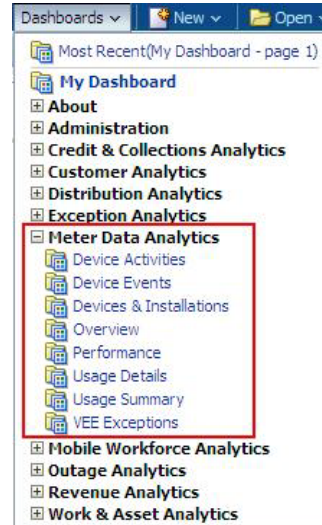 Dashboards New Open
Most Recent(My Dashboard - page 1)
My Dashboard
About
Administration
Credit & Collections Analytics
Customer Analytics
Distribution Analytics
Exception Analytics
Meter Data Analytics
Device Activities
Device Events
Devices & Installations
Overview
Performance
Usage Details
Usage Summary
VEE Exceptions
Mobile Workforce Analytics
Outage Analytics
Revenue Analytics
Work & Asset Analytics